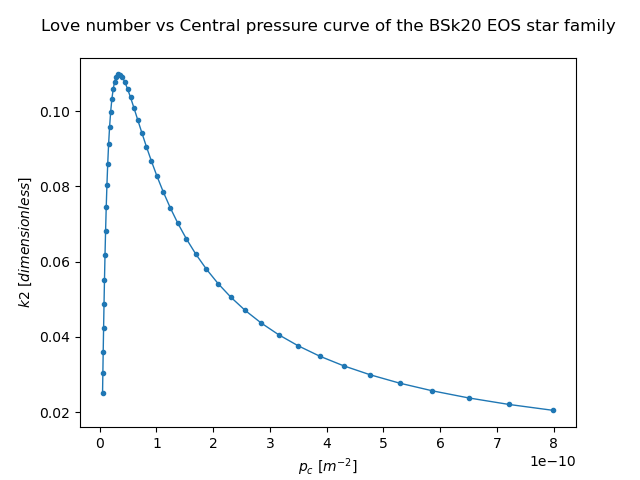 Love number vs Central pressure curve of the BSk20 EOS star family
0.10
0.08
0.06
0.04
0.02
k2 [dimensionless]
0 1 2 3 4 5 6 7 8
1e−10
p_c [m^{−2}]